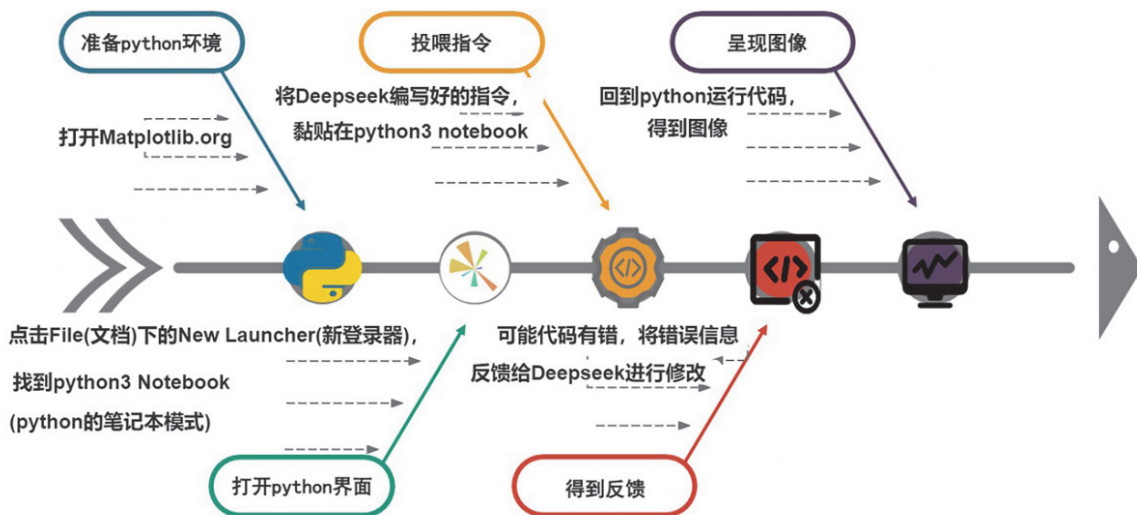 准备python环境
打开Matplotlib.org
投喂指令
将Deepseek编写好的指令，
黏贴在python3 notebook
呈现图像
回到python运行代码，
得到图像
</>
</>
点击File(文档)下的New Launcher(新登录器)，
找到python3 Notebook
(python的笔记本模式)
打开python界面
可能代码有错，将错误信息
反馈给Deepseek进行修改
得到反馈